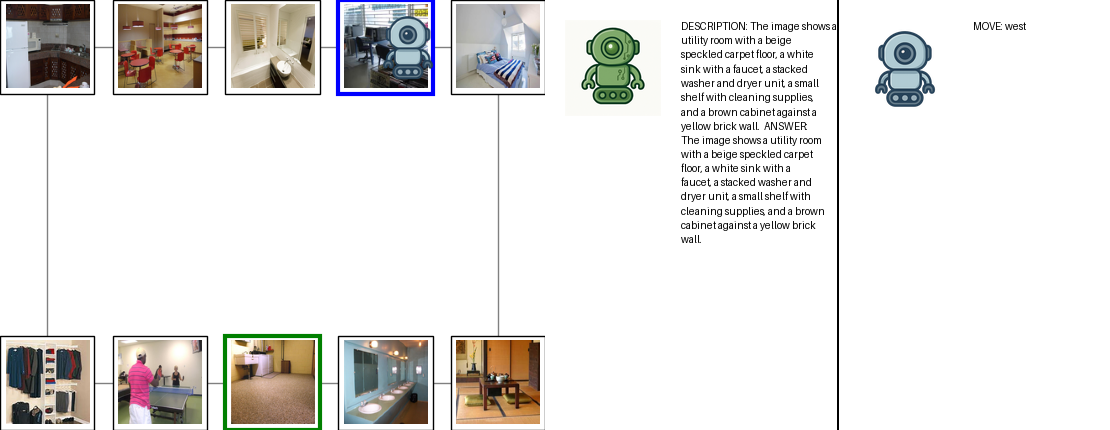 DESCRIPTION: The image shows a
utility room with a beige
speckled carpet floor, a white
sink with a faucet, a stacked
washer and dryer unit, a small
shelf with cleaning supplies,
and a brown cabinet against a
yellow brick wall.  ANSWER:
The image shows a utility room
with a beige speckled carpet
floor, a white sink with a
faucet, a stacked washer and
dryer unit, a small shelf with
cleaning supplies, and a brown
cabinet against a yellow brick
wall.
MOVE: west